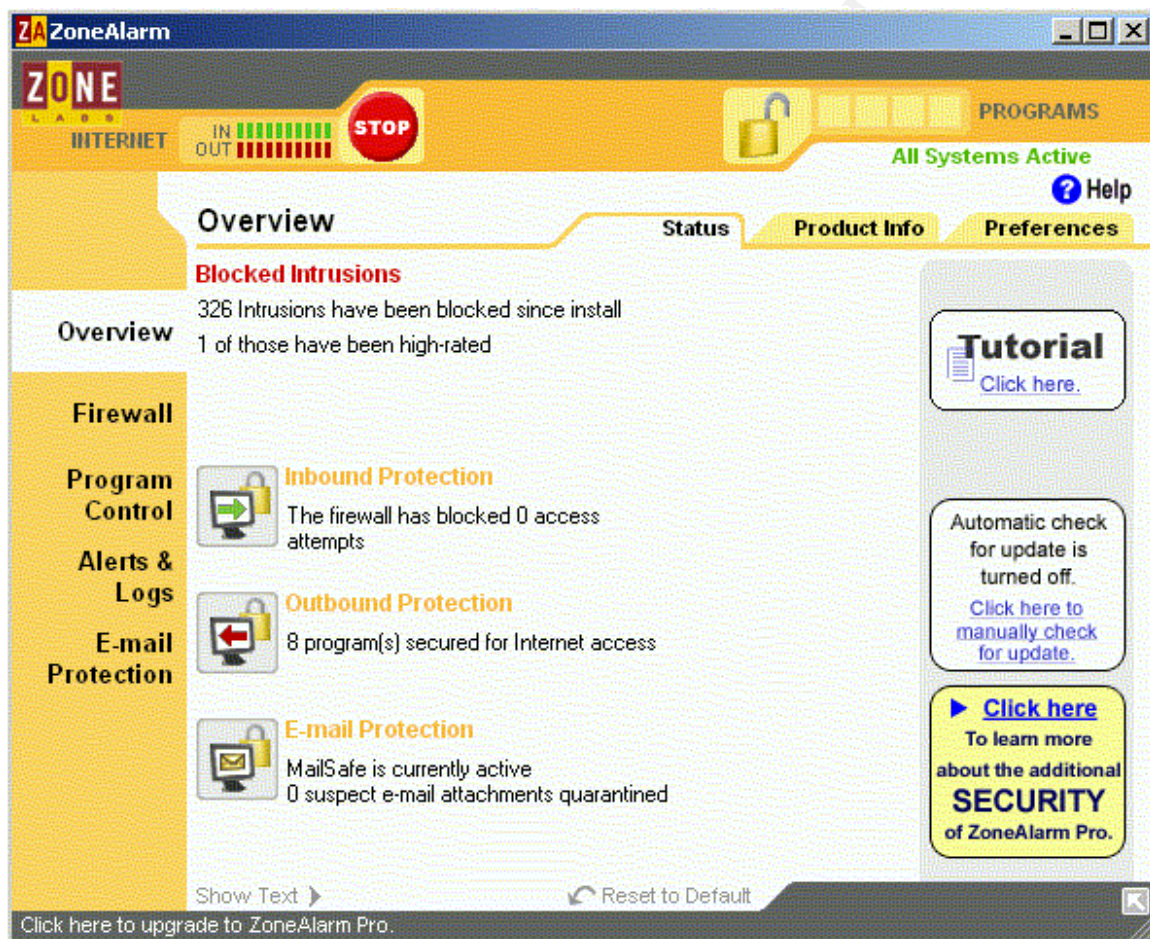 ZA ZoneAlarm
ZONE
LABS
INTERNET
IN
OUT
STOP
PROGRAMS
All Systems Active
? Help
Overview
Status
Product Info
Preferences
Overview
Firewall
Program
Control
Alerts &
Logs
E-mail
Protection
Blocked Intrusions
326 Intrusions have been blocked since install
1 of those have been high-rated
Inbound Protection
The firewall has blocked 0 access
attempts
Outbound Protection
8 program(s) secured for Internet access
E-mail Protection
MailSafe is currently active
0 suspect e-mail attachments quarantined
Tutorial
Click here.
Automatic check
for update is
turned off.
Click here to
manually check
for update.
Click here
To learn more
about the additional
SECURITY
of ZoneAlarm Pro.
Show Text
Reset to Default
Click here to upgrade to ZoneAlarm Pro.